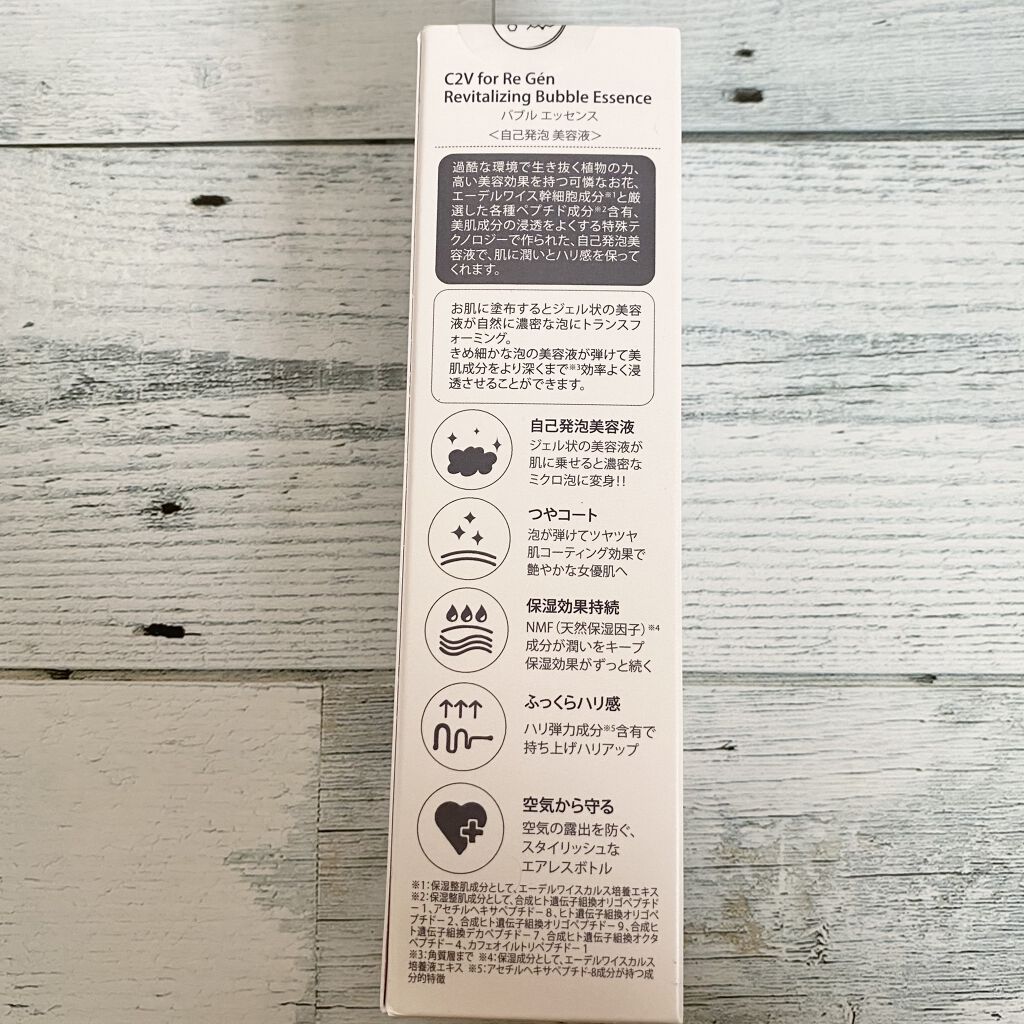 C2V for Re Gén
Revitalizing Bubble Essence
バブル エッセンス
＜自己発泡 美容液＞
過酷な環境で生き抜く植物の力、
高い美容効果を持つ可憐なお花、
エーデルワイス幹細胞成分※1と厳
選した各種ペプチド成分※2含有、
美肌成分の浸透をよくする特殊テ
クノロジーで作られた、自己発泡美
容液で、肌に潤いとハリ感を保って
くれます。
お肌に塗布するとジェル状の美容
液が自然に濃密な泡にトランスフ
ォーミング。
きめ細かな泡の美容液が弾けて美
肌成分をより深くまで※3効率よく浸
透させることができます。
自己発泡美容液
ジェル状の美容液が
肌に乗せると濃密な
ミクロ泡に変身!!
つやコート
泡が弾けてツヤツヤ
肌コーティング効果で
艶やかな女優肌へ
保湿効果持続
NMF（天然保湿因子）※4
成分が潤いをキープ
保湿効果がずっと続く
ふっくらハリ感
ハリ弾力成分※5含有で
持ち上げハリアップ
空気から守る
空気の露出を防ぐ、
スタイリッシュな
エアレスボトル
※1：保湿整肌成分として、エーデルワイスカルス培養エキス
※2：保湿整肌成分として、合成ヒト遺伝子組換オリゴペプチド
－1、アセチルヘキサペプチド－8、ヒト遺伝子組換オリゴペ
プチド－2、合成ヒト遺伝子組換オリゴペプチド－9、合成ヒ
ト遺伝子組換デカペプチド－7、合成ヒト遺伝子組換オクタ
ペプチド－4、カフェオイルトリペプチド－1
※3：角質層まで ※4：保湿成分として、エーデルワイスカルス
培養液エキス ※5：アセチルヘキサペプチド-8成分が持つ成
分的特徴